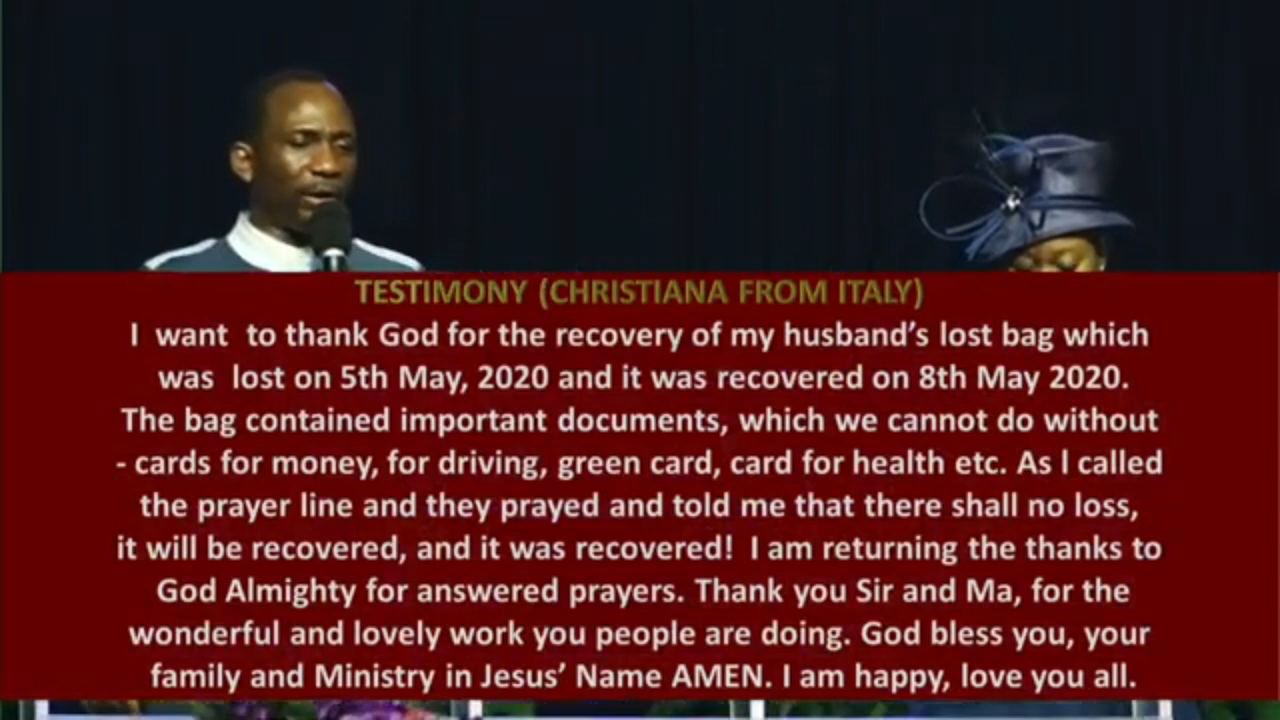 TESTIMONY (CHRISTIANA FROM ITALY)
I want to thank God for the recovery of my husband's lost bag which
was lost on 5th May, 2020 and it was recovered on 8th May 2020.
The bag contained important documents, which we cannot do without
- cards for money, for driving, green card, card for health etc. As I called
the prayer line and they prayed and told me that there shall no loss,
it will be recovered, and it was recovered! I am returning the thanks to
God Almighty for answered prayers. Thank you Sir and Ma, for the
wonderful and lovely work you people are doing. God bless you, your
family and Ministry in Jesus' Name AMEN. I am happy, love you all.